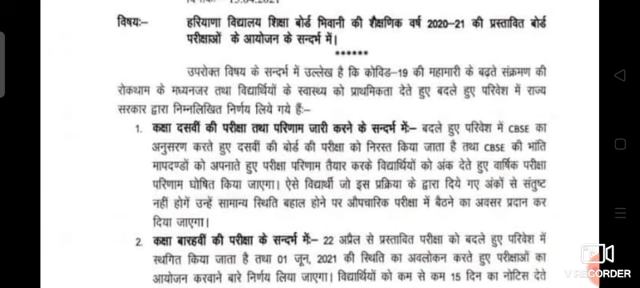 विषयः–
हरियाणा विद्यालय शिक्षा बोर्ड भिवानी की शैक्षणिक वर्ष 2020–21 की प्रस्तावित बोर्ड
परीक्षाओं के आयोजन के सन्दर्भ में।
******
उपरोक्त विषय के सन्दर्भ में उल्लेख है कि कोविड–19 की महामारी के बढ़ते संक्रमण की
रोकथाम के मध्यनजर तथा विद्यार्थियों के स्वास्थ्य को प्राथमिकता देते हुए बदले हुए परिवेश में राज्य
सरकार द्वारा निम्नलिखित निर्णय लिये गये हैंः–
1. कक्षा दसवीं की परीक्षा तथा परिणाम जारी करने के सन्दर्भ मेंः– बदले हुए परिवेश में CBSE का
अनुसरण करते हुए दसवीं की बोर्ड की परीक्षा को निरस्त किया जाता है तथा CBSE की भांति
मापदण्डों को अपनाते हुए परीक्षा परिणाम तैयार करके विद्यार्थियों को अंक देते हुए वार्षिक परीक्षा
परिणाम घोषित किया जाएगा। ऐसे विद्यार्थी जो इस प्रक्रिया के द्वारा दिये गए अंकों से संतुष्ट
नहीं होगें उन्हें सामान्य स्थिति बहाल होने पर औपचारिक परीक्षा में बैठने का अवसर प्रदान कर
दिया जाएगा।
2. कक्षा बारहवीं की परीक्षा के सन्दर्भ मेंः– 22 अप्रैल से प्रस्तावित परीक्षा को बदले हुए परिवेश में
स्थगित किया जाता है तथा 01 जून, 2021 की स्थिति का अवलोकन करते हुए परीक्षाओं का
आयोजन करवाने बारे निर्णय लिया जाएगा। विद्यार्थियों को कम से कम 15 दिन का नोटिस देते
V RECORDER